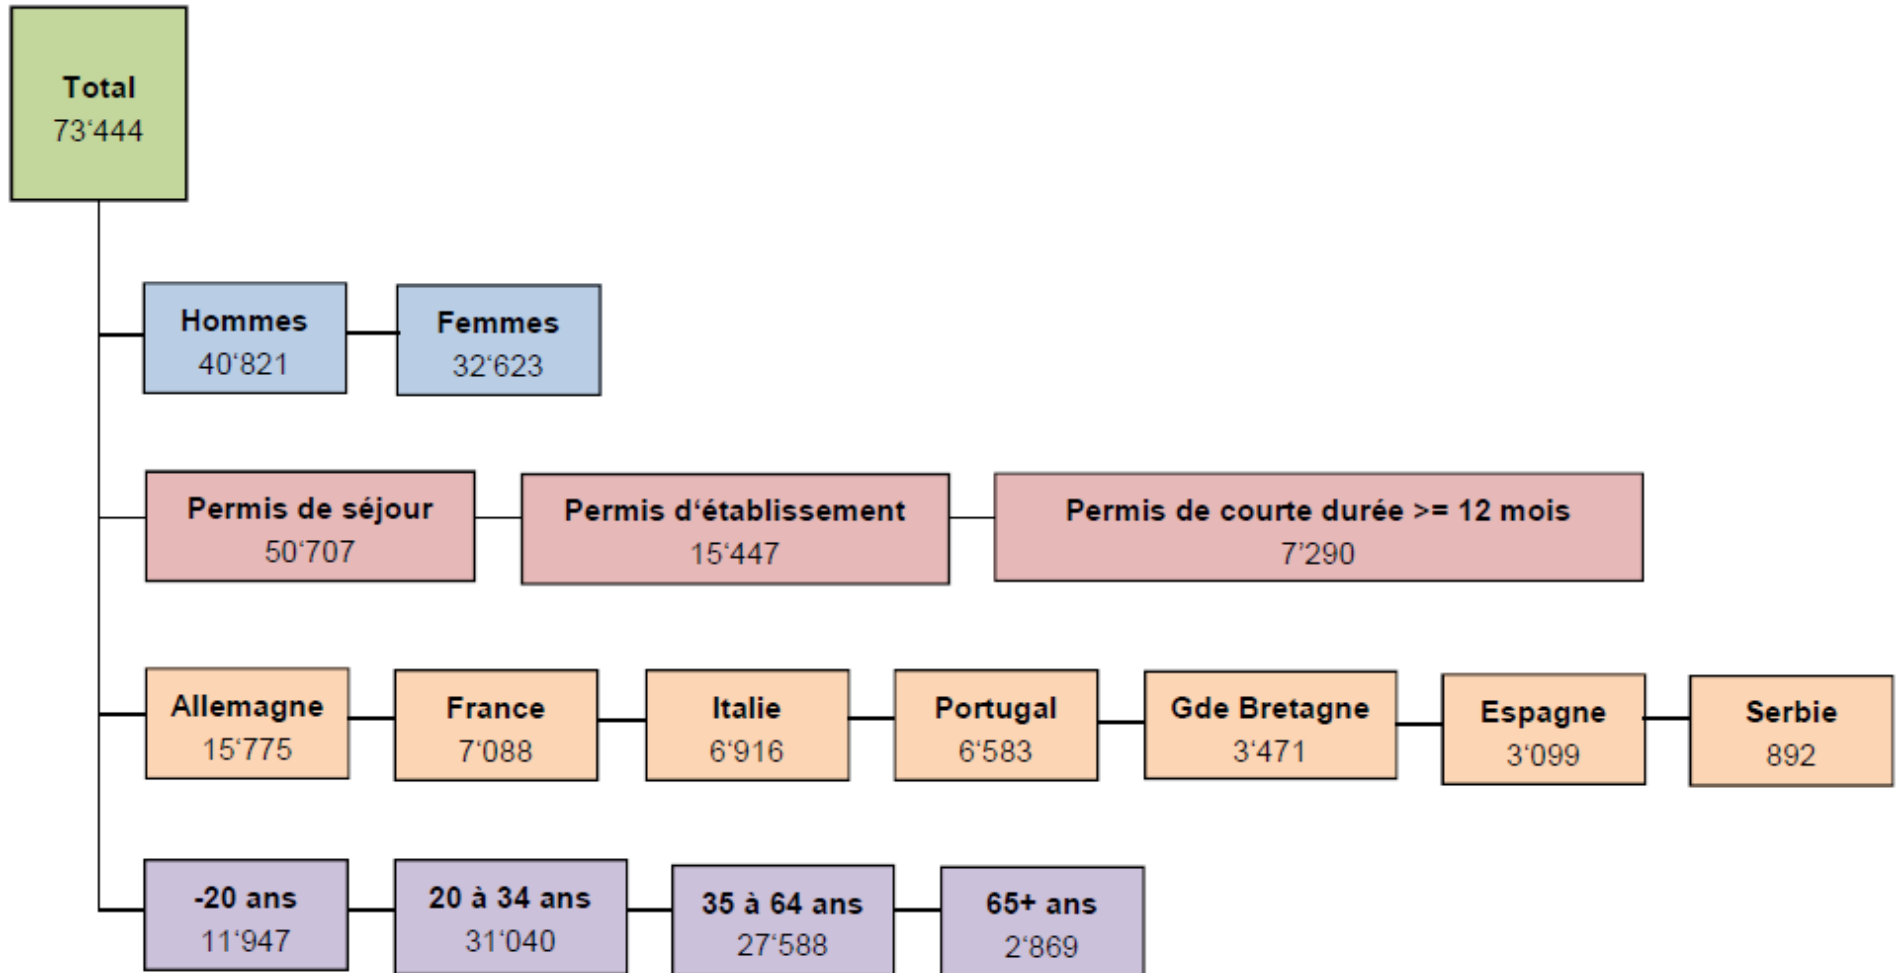 Total
73‘444
Hommes
40‘821
Femmes
32‘623
Permis de séjour
50‘707
Permis d‘établissement
15‘447
Permis de courte durée >= 12 mois
7’290
Allemagne
15‘775
France
7‘088
Italie
6‘916
Portugal
6‘583
Gde Bretagne
3‘471
Espagne
3‘099
Serbie
892
-20 ans
11‘947
20 à 34 ans
31‘040
35 à 64 ans
27‘588
65+ ans
2‘869